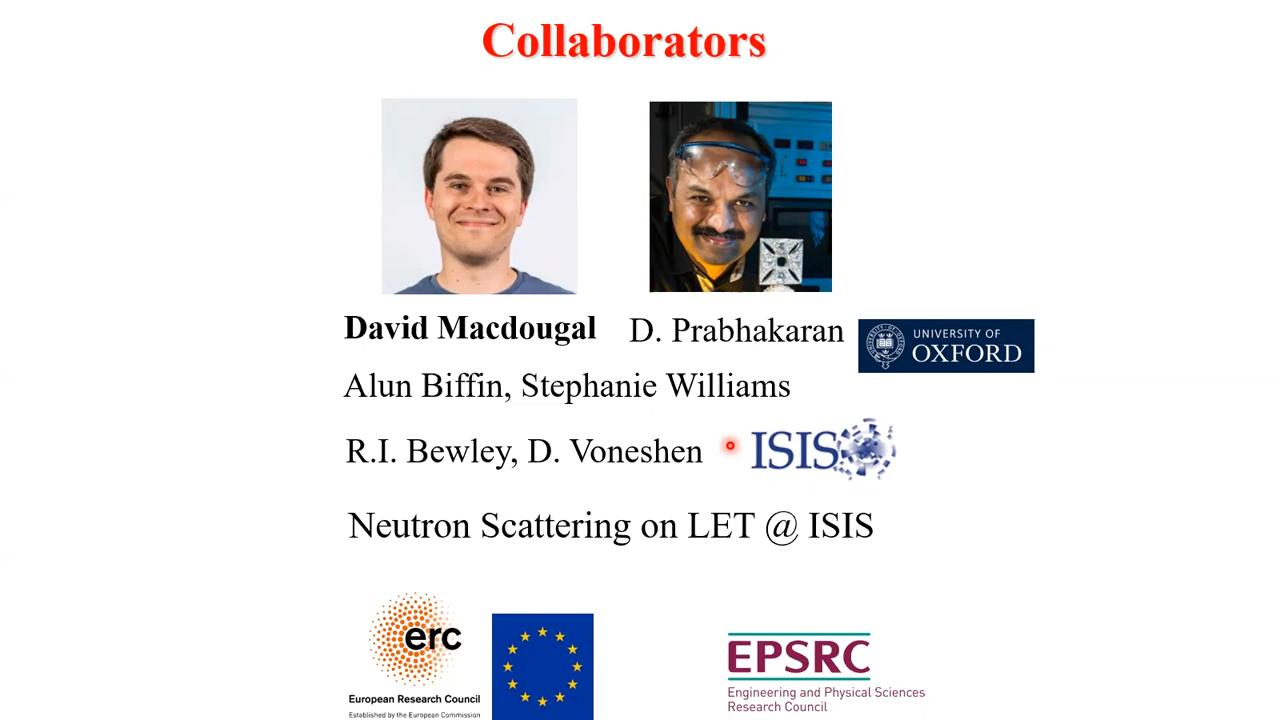 Collaborators
David Macdougal D. Prabhakaran
UNIVERSITY OF
OXFORD
Alun Biffin, Stephanie Williams
R.I. Bewley, D. Voneshen
ISIS
Neutron Scattering on LET @ ISIS
erc
European Research Council
Established by the European Commission
EPSRC
Engineering and Physical Sciences
Research Council